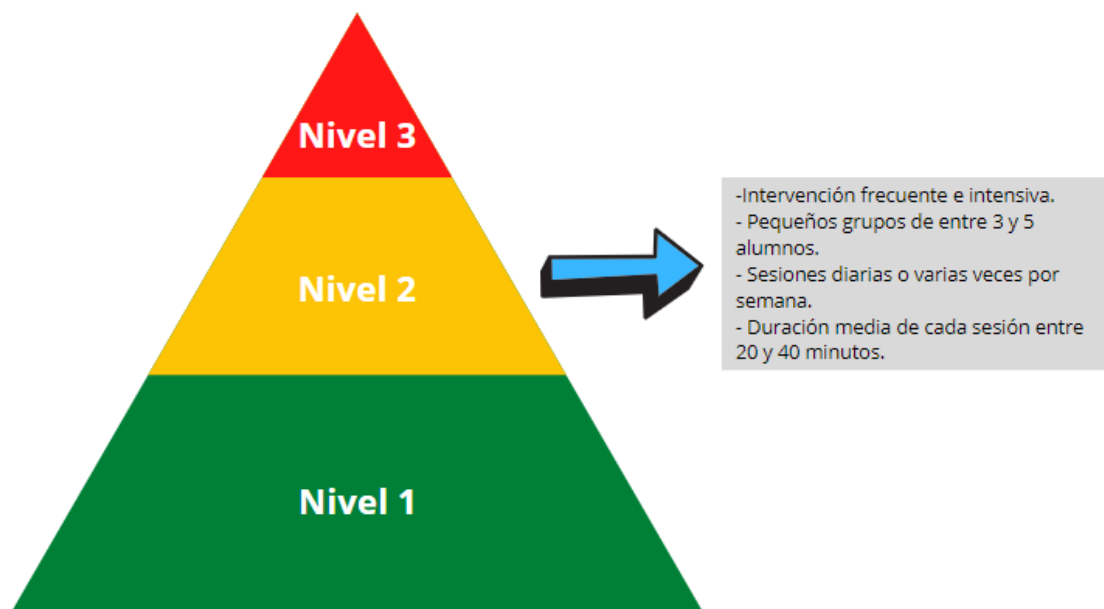 Nivel 3
Nivel 2
Nivel 1
-Intervención frecuente e intensiva.
- Pequeños grupos de entre 3 y 5
alumnos.
- Sesiones diarias o varias veces por
semana.
- Duración media de cada sesión entre
20 y 40 minutos.